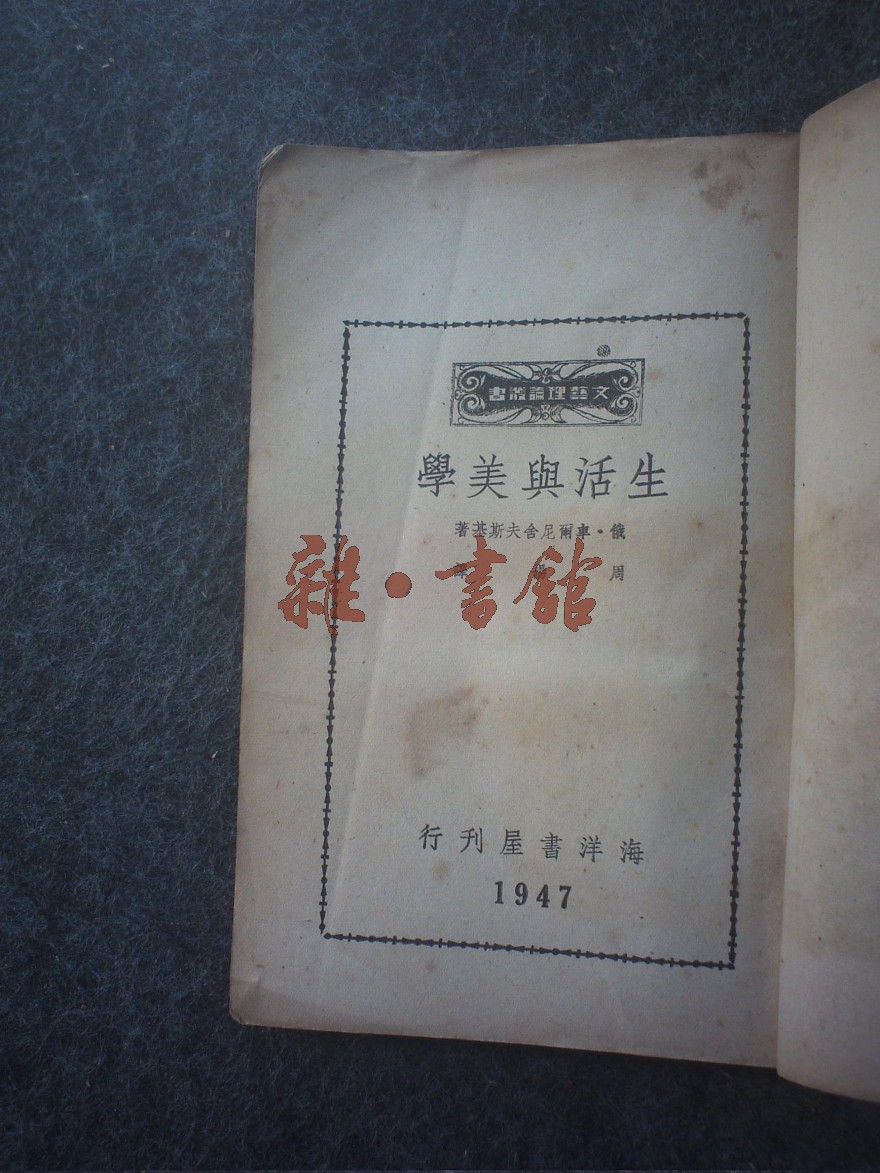 文藝理論叢書
生活與美學
俄·車爾尼舍夫斯基著
周
雜·書館
海洋書屋刊行
1947